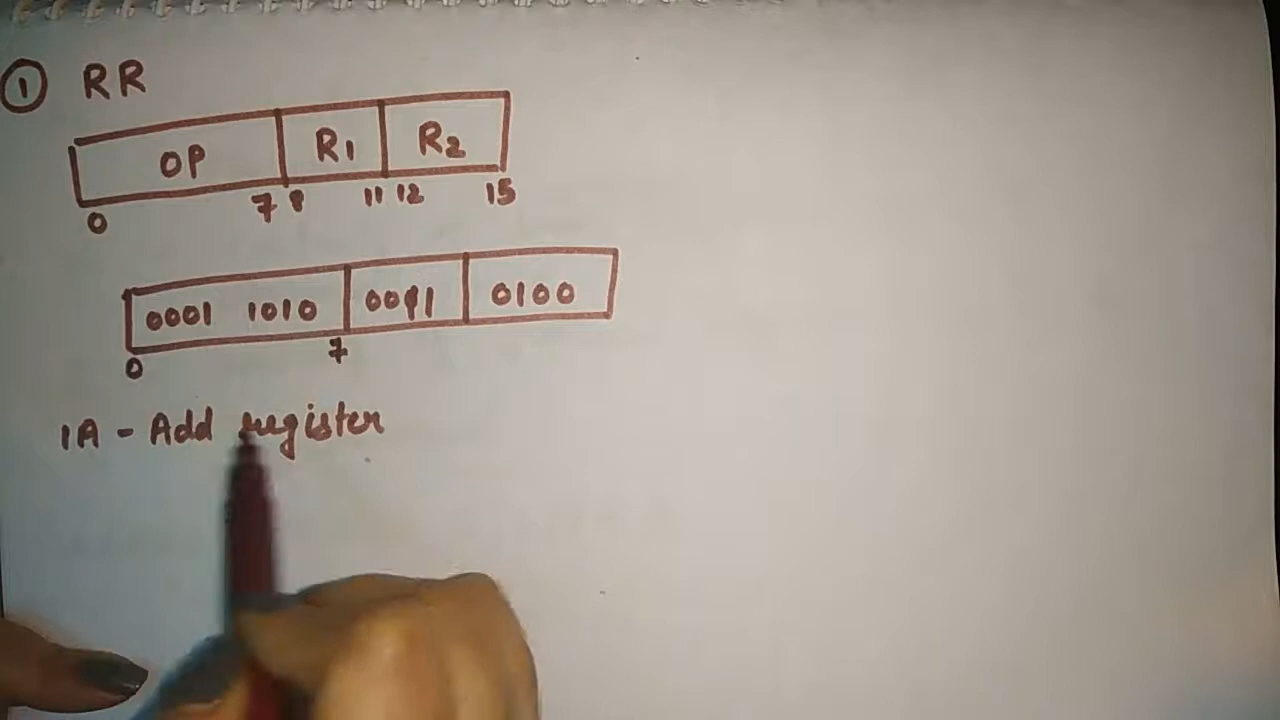 ① RR
OP R1 R2
0 7 8 11 12 15
0001 1010 0011 0100
0 7
1A - Add register